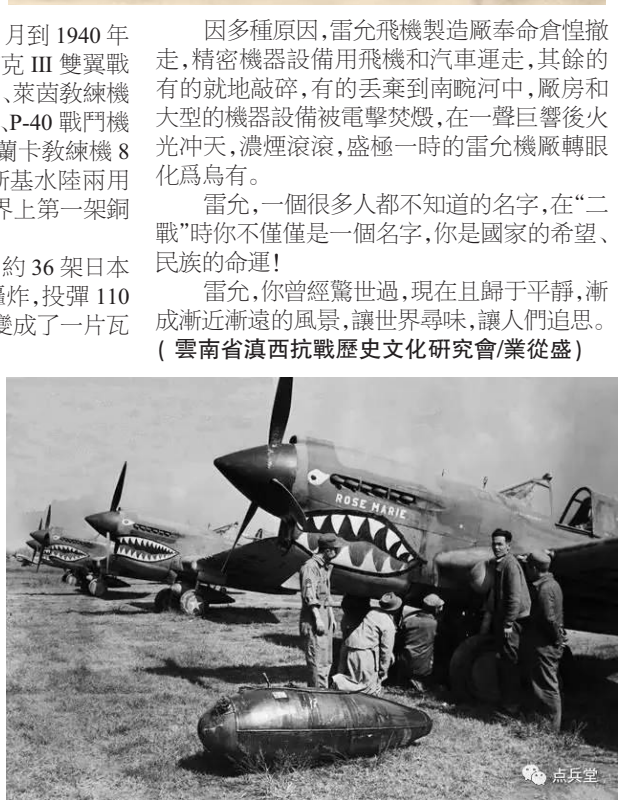 月到 1940 年
克 III 雙翼戰
、萊茵教練機
、P-40 戰鬥機
蘭卡教練機 8
斯基水陸兩用
界上第一架銅
約 36 架日本
轟炸,投彈 110
變成了一片瓦
因多種原因,雷允飛機製造厰奉命倉惶撤
走,精密機器設備用飛機和汽車運走,其餘的
有的就地敲碎,有的丟棄到南畹河中,厰房和
大型的機器設備被電擊焚燬,在一聲巨響後火
光冲天,濃煙滾滾,盛極一時的雷允機厰轉眼
化爲烏有。
雷允,一個很多人都不知道的名字,在“二
戰”時你不僅僅是一個名字,你是國家的希望、
民族的命運!
雷允,你曾經驚世過,現在且歸于平靜,漸
成漸近漸遠的風景,讓世界尋味,讓人們追思。
( 雲南省滇西抗戰歷史文化研究會/業從盛)
ROSE MARIE
点兵堂